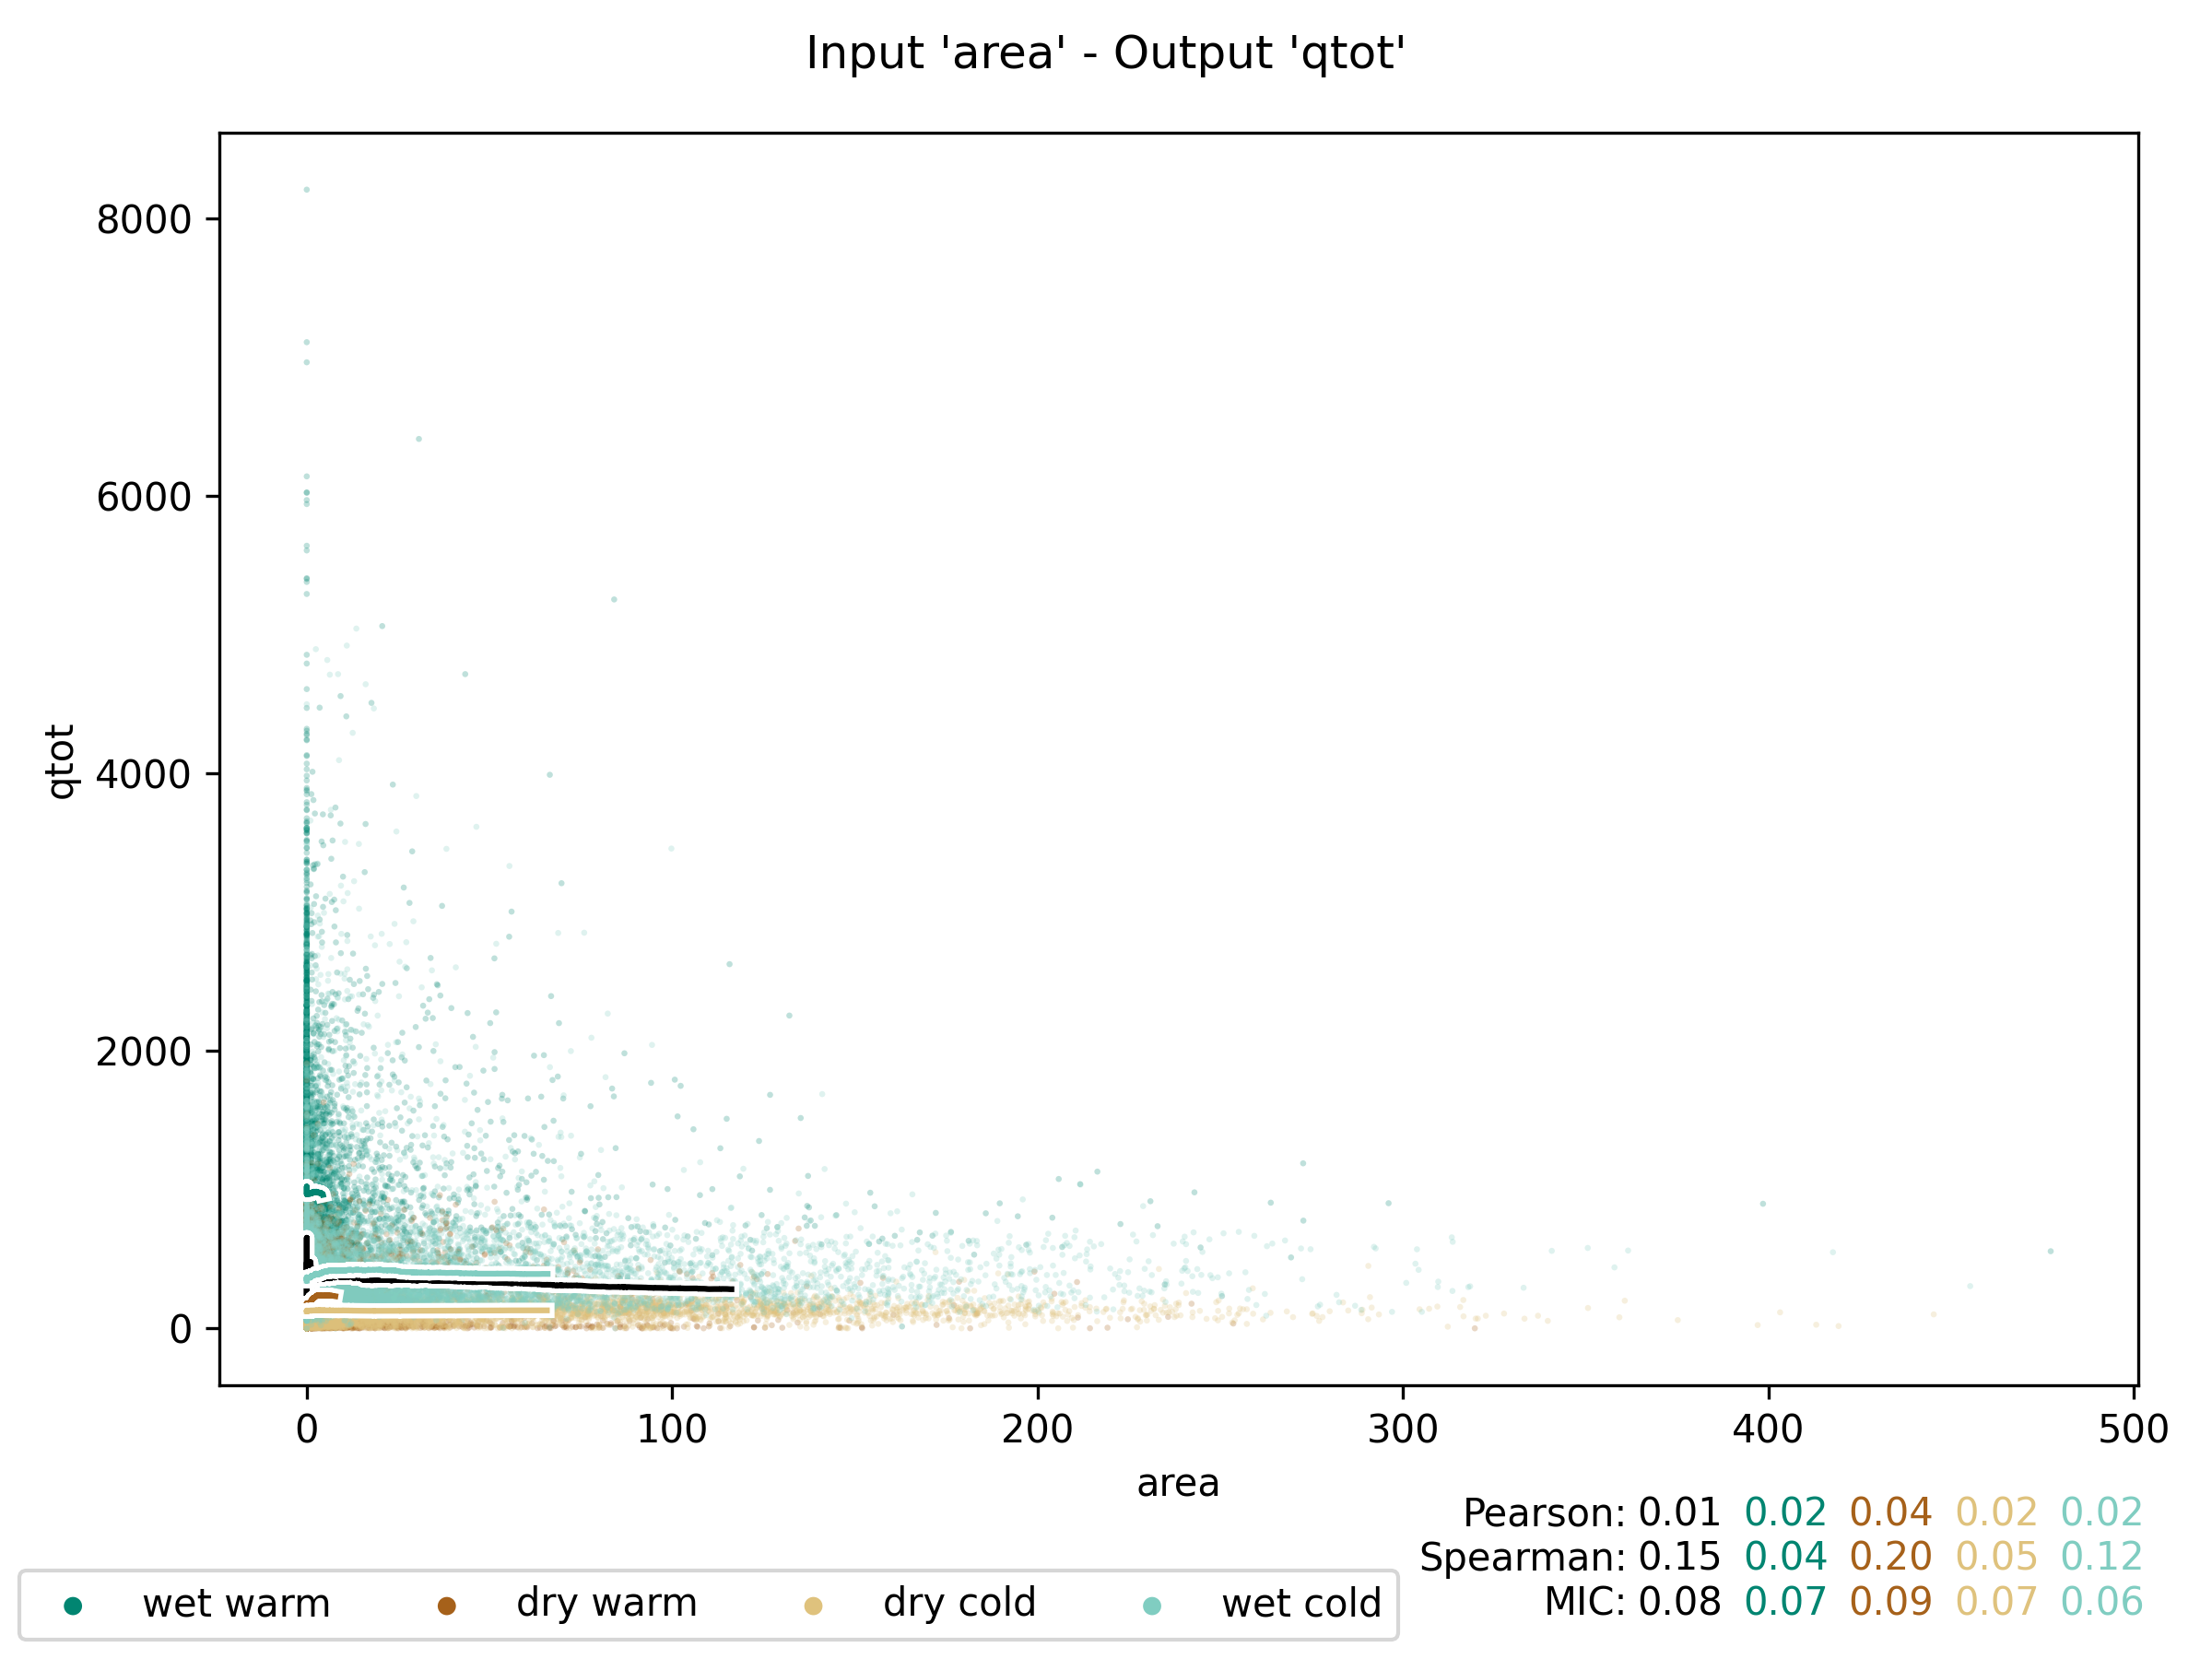 Input 'area' - Output 'qtot'
8000
6000
qtot
4000
2000
0
0 100 200 300 400 500
area
Pearson: 0.01 0.02 0.04 0.02 0.02
Spearman: 0.15 0.04 0.20 0.05 0.12
MIC: 0.08 0.07 0.09 0.07 0.06
wet warm dry warm dry cold wet cold